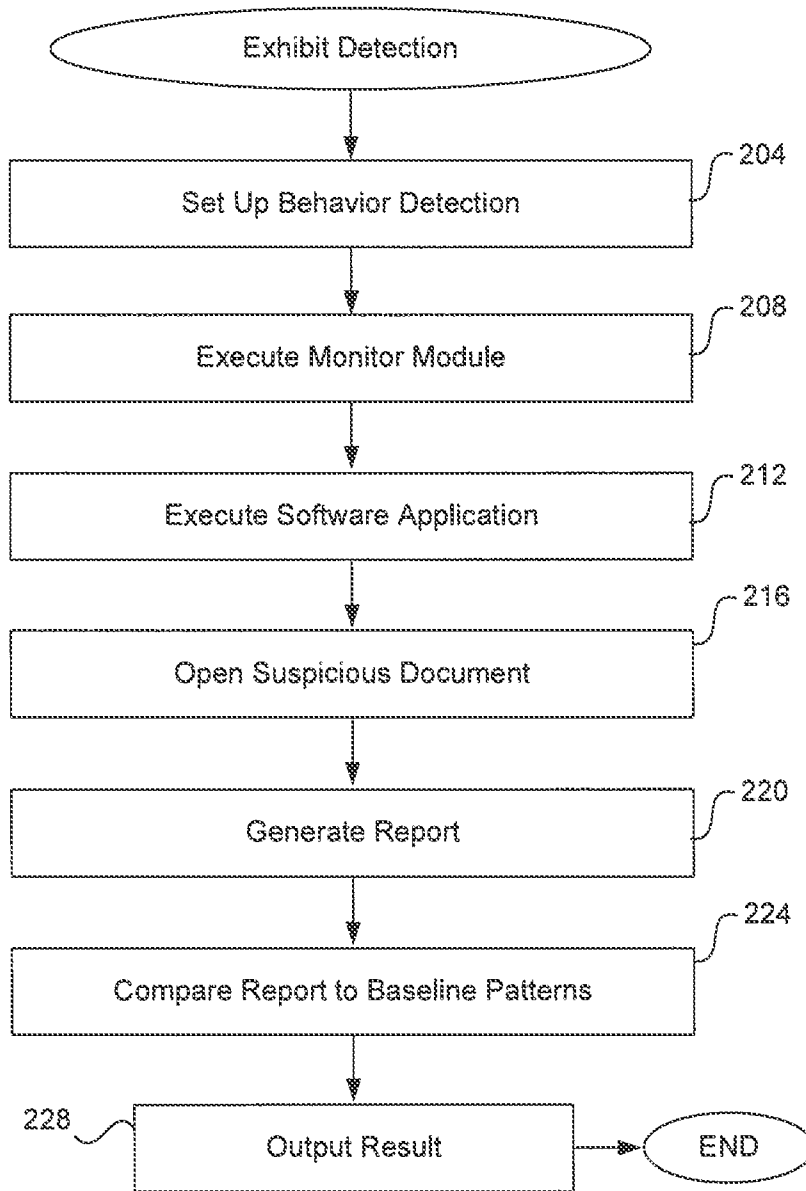 Exhibit Detection
204
Set Up Behavior Detection
208
Execute Monitor Module
212
Execute Software Application
216
Open Suspicious Document
220
Generate Report
224
Compare Report to Baseline Patterns
228
Output Result
END